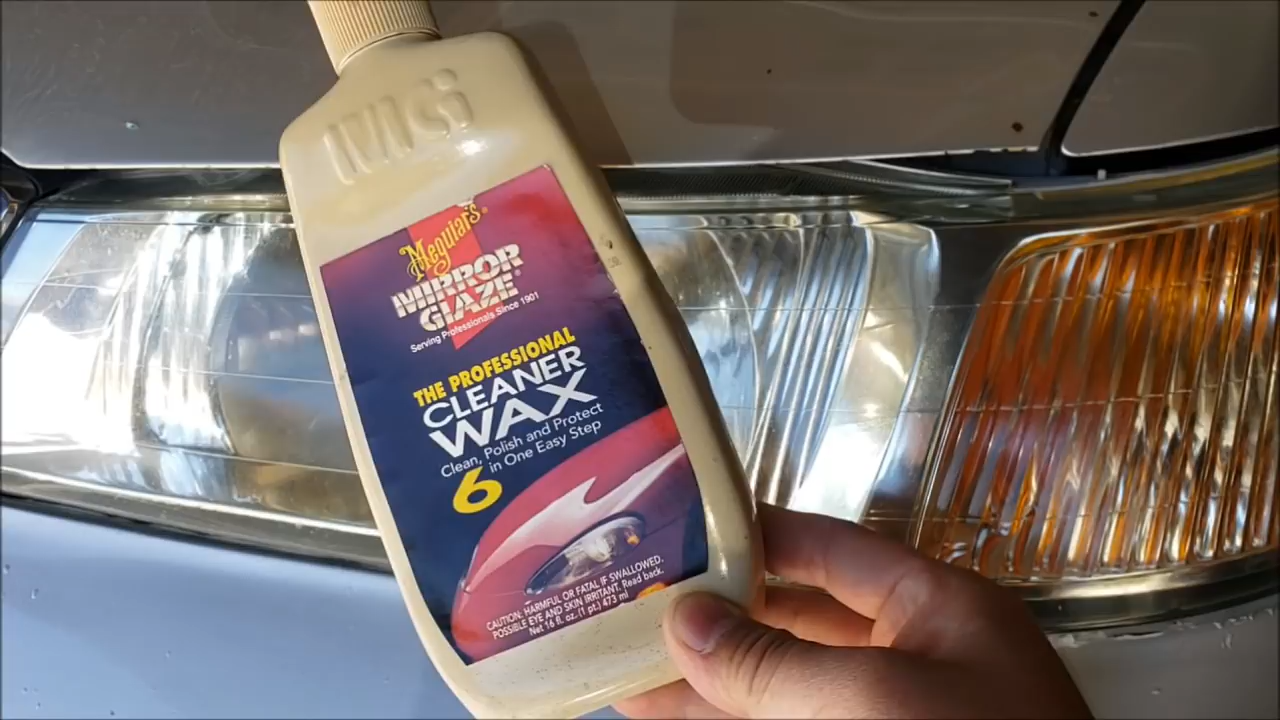 Meguiar's®
MIRROR
GLAZE®
Serving Professionals Since 1901
THE PROFESSIONAL
CLEANER
WAX
Clean, Polish and Protect
in One Easy Step
6
CAUTION: HARMFUL OR FATAL IF SWALLOWED.
POSSIBLE EYE AND SKIN IRRITANT. Read back.
Net 16 fl. oz. (1 pt.) 473 ml